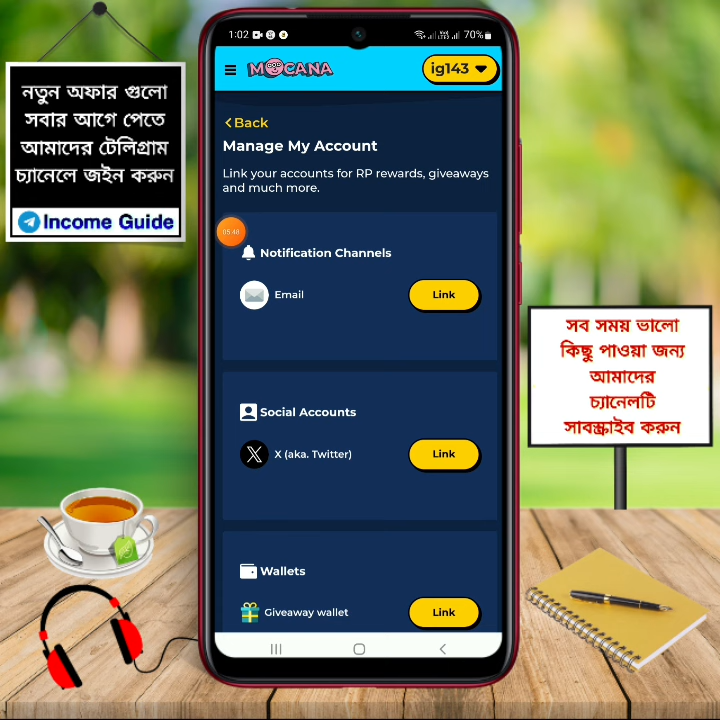 নতুন অফার গুলো
সবার আগে পেতে
আমাদের টেলিগ্রাম
চ্যানেলে জইন করুন
Income Guide
1:02
70%
MOCANA
ig143
Back
Manage My Account
Link your accounts for RP rewards, giveaways
and much more.
05:48
Notification Channels
Email
Link
Social Accounts
X (aka. Twitter)
Link
Wallets
Giveaway wallet
Link
সব সময় ভালো
কিছু পাওয়া জন্য
আমাদের
চ্যানেলটি
সাবস্ক্রাইব করুন